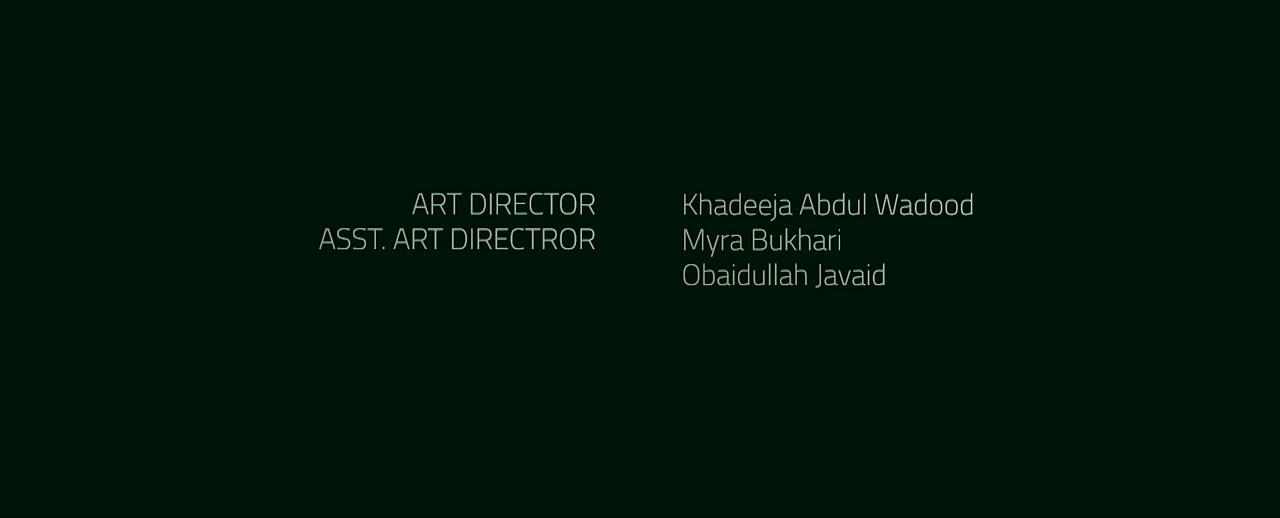 ART DIRECTOR Khadeeja Abdul Wadood
ASST. ART DIRECTROR Myra Bukhari
Obaidullah Javaid